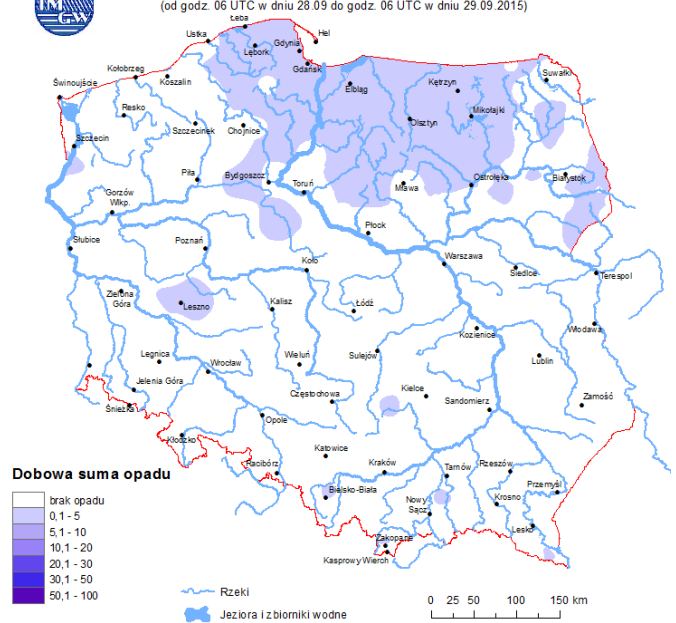 IM
G-W
(od godz. 06 UTC w dniu 28.09 do godz. 06 UTC w dniu 29.09.2015)
Łeba
Hel
Ustka
Lębork
Gdynia
Gdańsk
Kołobrzeg
Koszalin
Świnoujście
Elbląg
Kętrzyn
Suwałki
Resko
Szczecinek
Chojnice
Olsztyn
Mikołajki
Szczecin
Piła
Bydgoszcz
Toruń
Mława
Ostrołęka
Białystok
Gorzów
Wlkp.
Płock
Słubice
Poznań
Koło
Warszawa
Siedlce
Terespol
Zielona
Góra
Leszno
Kalisz
Łódź
Kozienice
Włodawa
Legnica
Wrocław
Wieluń
Sulejów
Lublin
Jelenia Góra
Częstochowa
Kielce
Sandomierz
Zamość
Śnieżka
Opole
Kłodzko
Katowice
Racibórz
Kraków
Tarnów
Rzeszów
Przemyśl
Bielsko-Biała
Nowy
Sącz
Krosno
Lesko
Zakopane
Kasprowy Wierch
Dobowa suma opadu
brak opadu
0,1 - 5
5,1 - 10
10,1 - 20
20,1 - 30
30,1 - 50
50,1 - 100
Rzeki
Jeziora i zbiorniki wodne
0 25 50 100 150 km